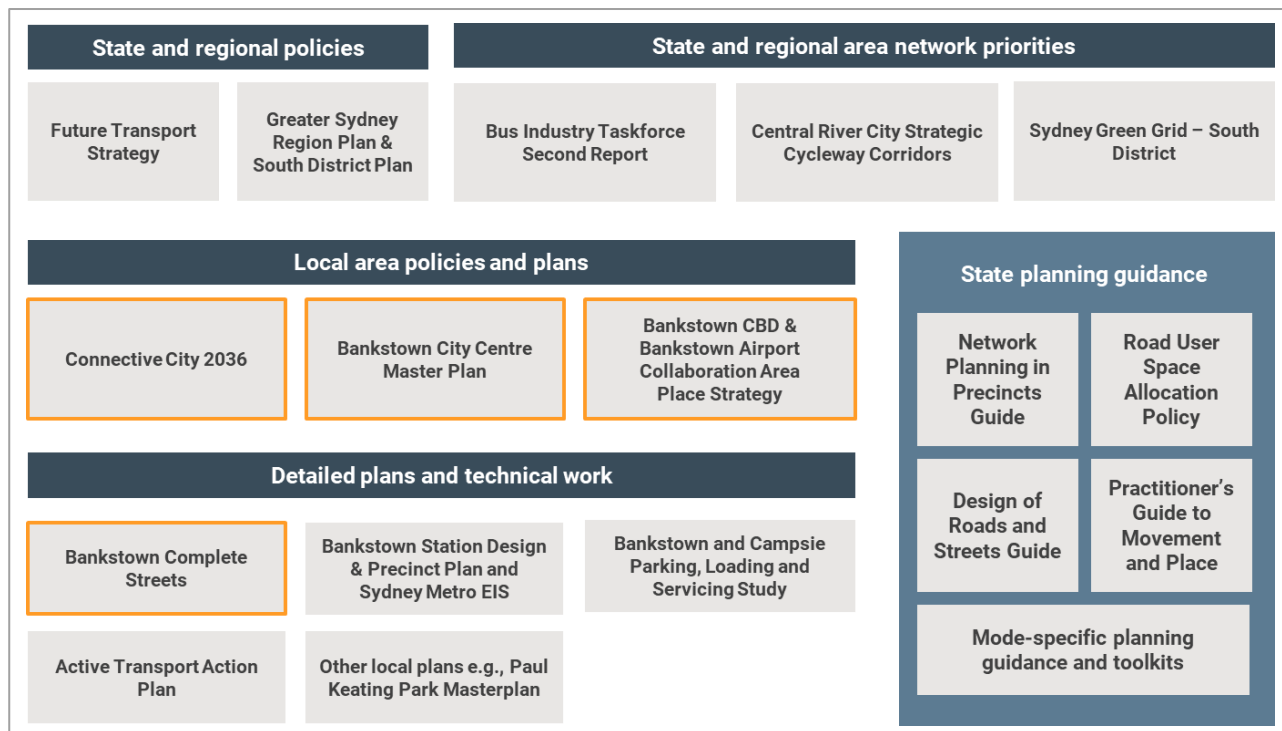 State and regional policies
State and regional area network priorities
Future Transport
Strategy
Greater Sydney
Region Plan &
South District Plan
Bus Industry Taskforce
Second Report
Central River City Strategic
Cycleway Corridors
Sydney Green Grid – South
District
Local area policies and plans
Connective City 2036
Bankstown City Centre
Master Plan
Bankstown CBD &
Bankstown Airport
Collaboration Area
Place Strategy
Detailed plans and technical work
Bankstown Complete
Streets
Bankstown Station Design
& Precinct Plan and
Sydney Metro EIS
Bankstown and Campsie
Parking, Loading and
Servicing Study
Active Transport Action
Plan
Other local plans e.g., Paul
Keating Park Masterplan
State planning guidance
Network
Planning in
Precincts
Guide
Road User
Space
Allocation
Policy
Design of
Roads and
Streets Guide
Practitioner’s
Guide to
Movement
and Place
Mode-specific planning
guidance and toolkits